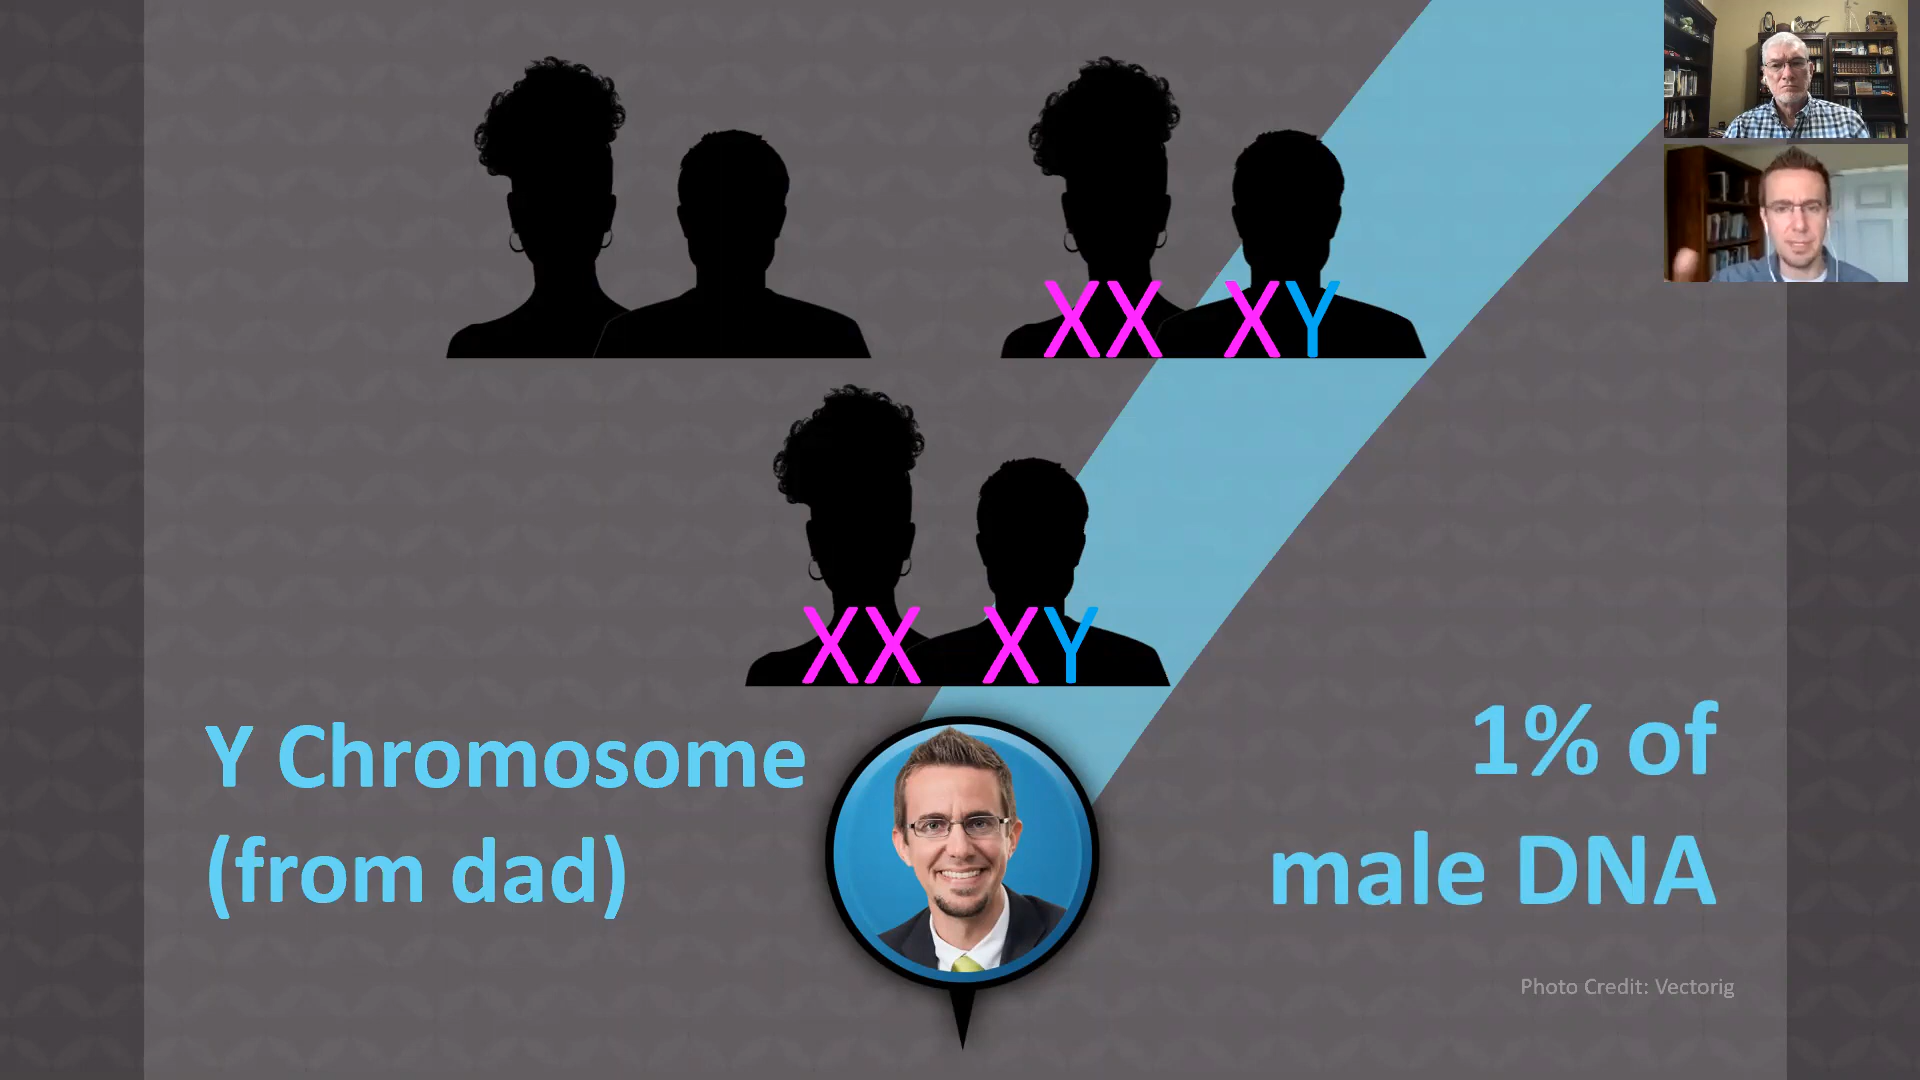 XX XY
XX XY
Y Chromosome
(from dad)
1% of
male DNA
Photo Credit: Vectorig